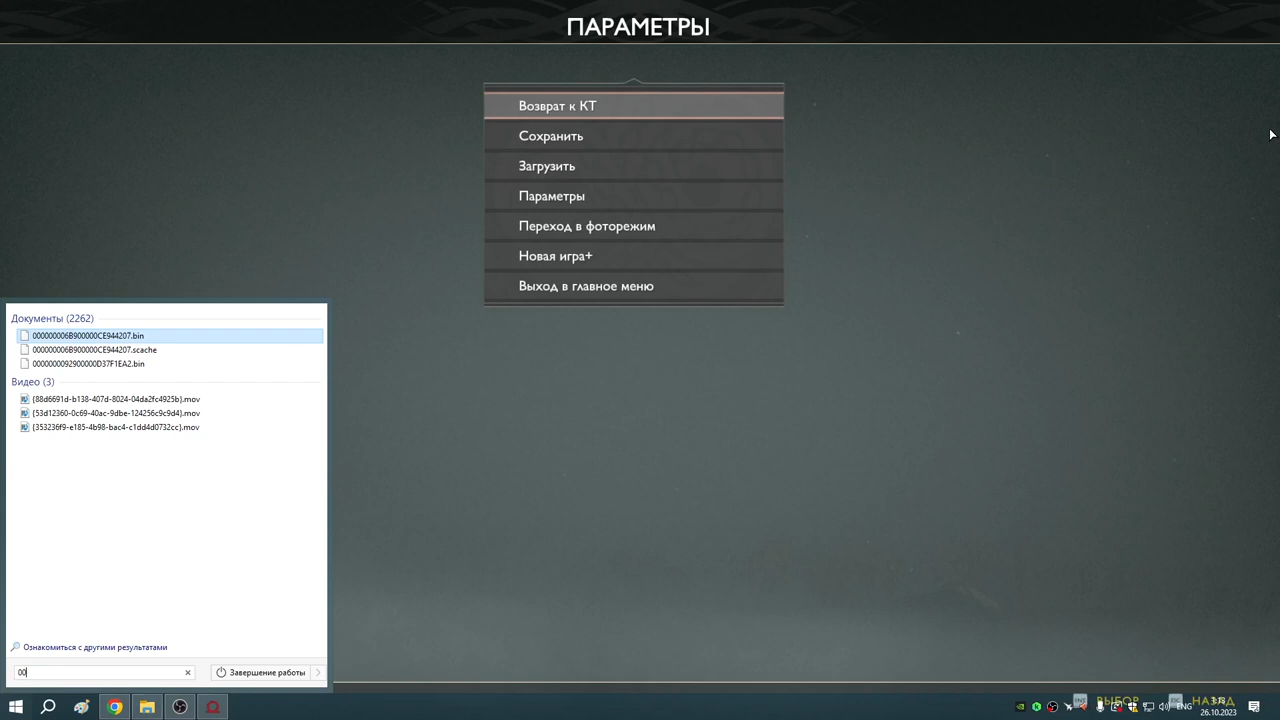 ПАРАМЕТРЫ
Возврат к КТ
Сохранить
Загрузить
Параметры
Переход в фоторежим
Новая игра+
Выход в главное меню
Документы (2262)
000000006B900000CE944207.bin
000000006B900000CE944207.scache
0000000092900000D37F1EA2.bin
Видео (3)
{88d6691d-b138-407d-8024-04da2fc4925b}.mov
{53d12360-0c69-40ac-9dbe-124256c9c9d4}.mov
{353236f9-e185-4b98-bac4-c1dd4d0732cc}.mov
Ознакомиться с другими результатами
00
Завершение работы
ВЫБОР
НАЗАД
ENG
26.10.2023